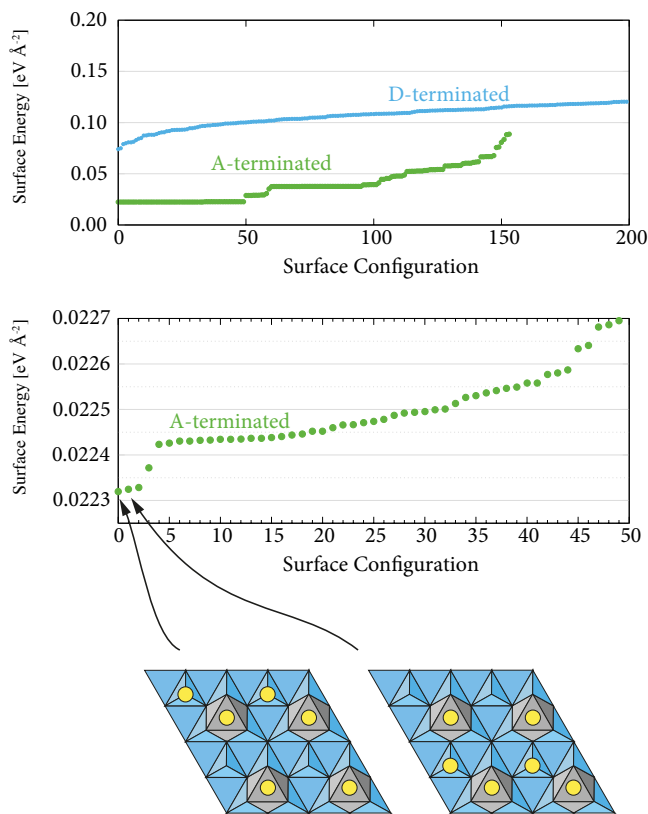 0.20
0.15
0.10
0.05
0.00
Surface Energy [eV Å⁻²]
D-terminated
A-terminated
0 50 100 150 200
Surface Configuration
0.0227
0.0226
0.0225
0.0224
0.0223
Surface Energy [eV Å⁻²]
A-terminated
0 5 10 15 20 25 30 35 40 45 50
Surface Configuration